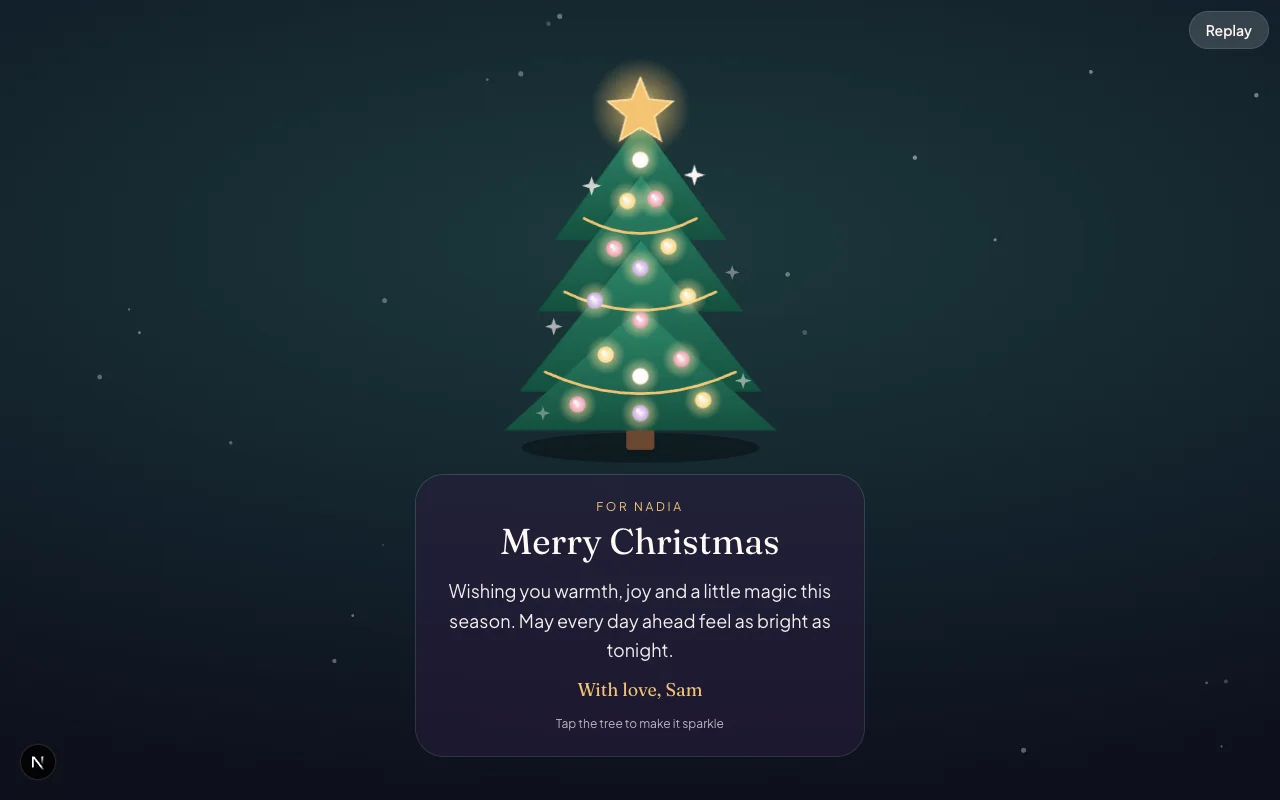 Replay
FOR NADIA
Merry Christmas
Wishing you warmth, joy and a little magic this
season. May every day ahead feel as bright as
tonight.
With love, Sam
Tap the tree to make it sparkle
N